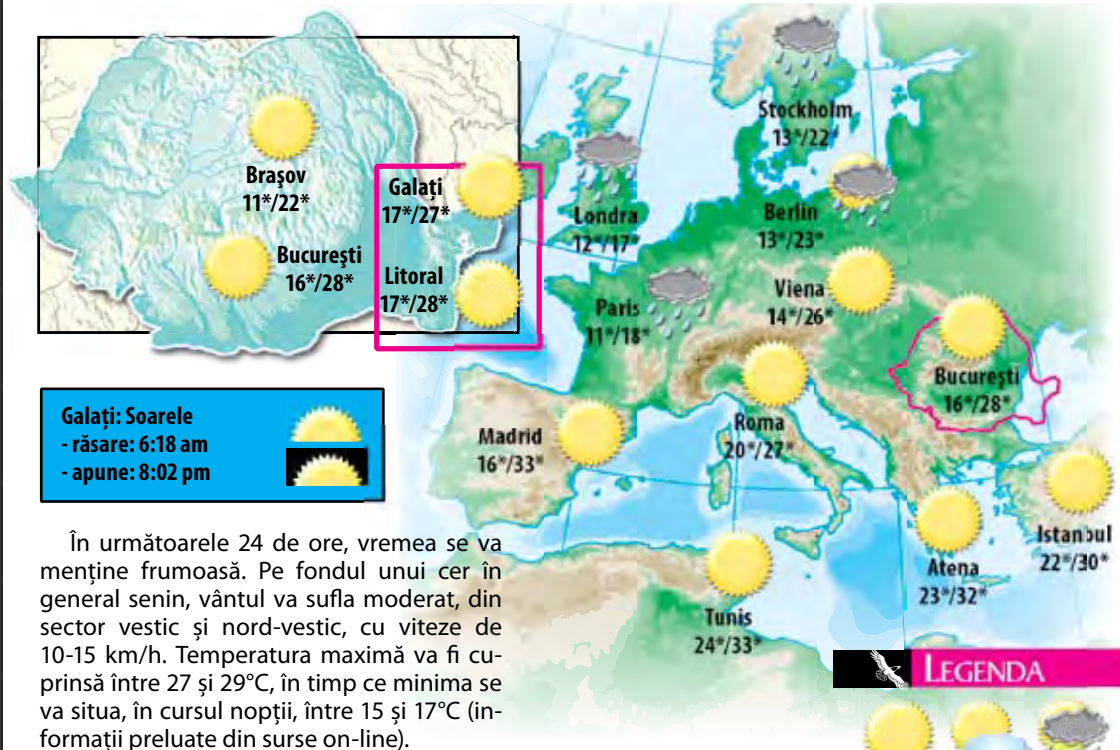 Brașov
11*/22*
București
16*/28*
Galați
17*/27*
Litoral
17*/28*
Galați: Soarele
- răsare: 6:18 am
- apune: 8:02 pm
În următoarele 24 de ore, vremea se va
menține frumoasă. Pe fondul unui cer în
general senin, vântul va sufla moderat, din
sector vestic și nord-vestic, cu viteze de
10-15 km/h. Temperatura maximă va fi cu-
prinsă între 27 și 29°C, în timp ce minima se
va situa, în cursul nopții, între 15 și 17°C (in-
formații preluate din surse on-line).
Stockholm
13*/22*
Londra
12*/17*
Berlin
13*/23*
Paris
11*/18*
Viena
14*/26*
București
16*/28*
Madrid
16*/33*
Roma
20*/27*
Istanbul
22*/30*
Atena
23*/32*
Tunis
24*/33*
LEGENDA